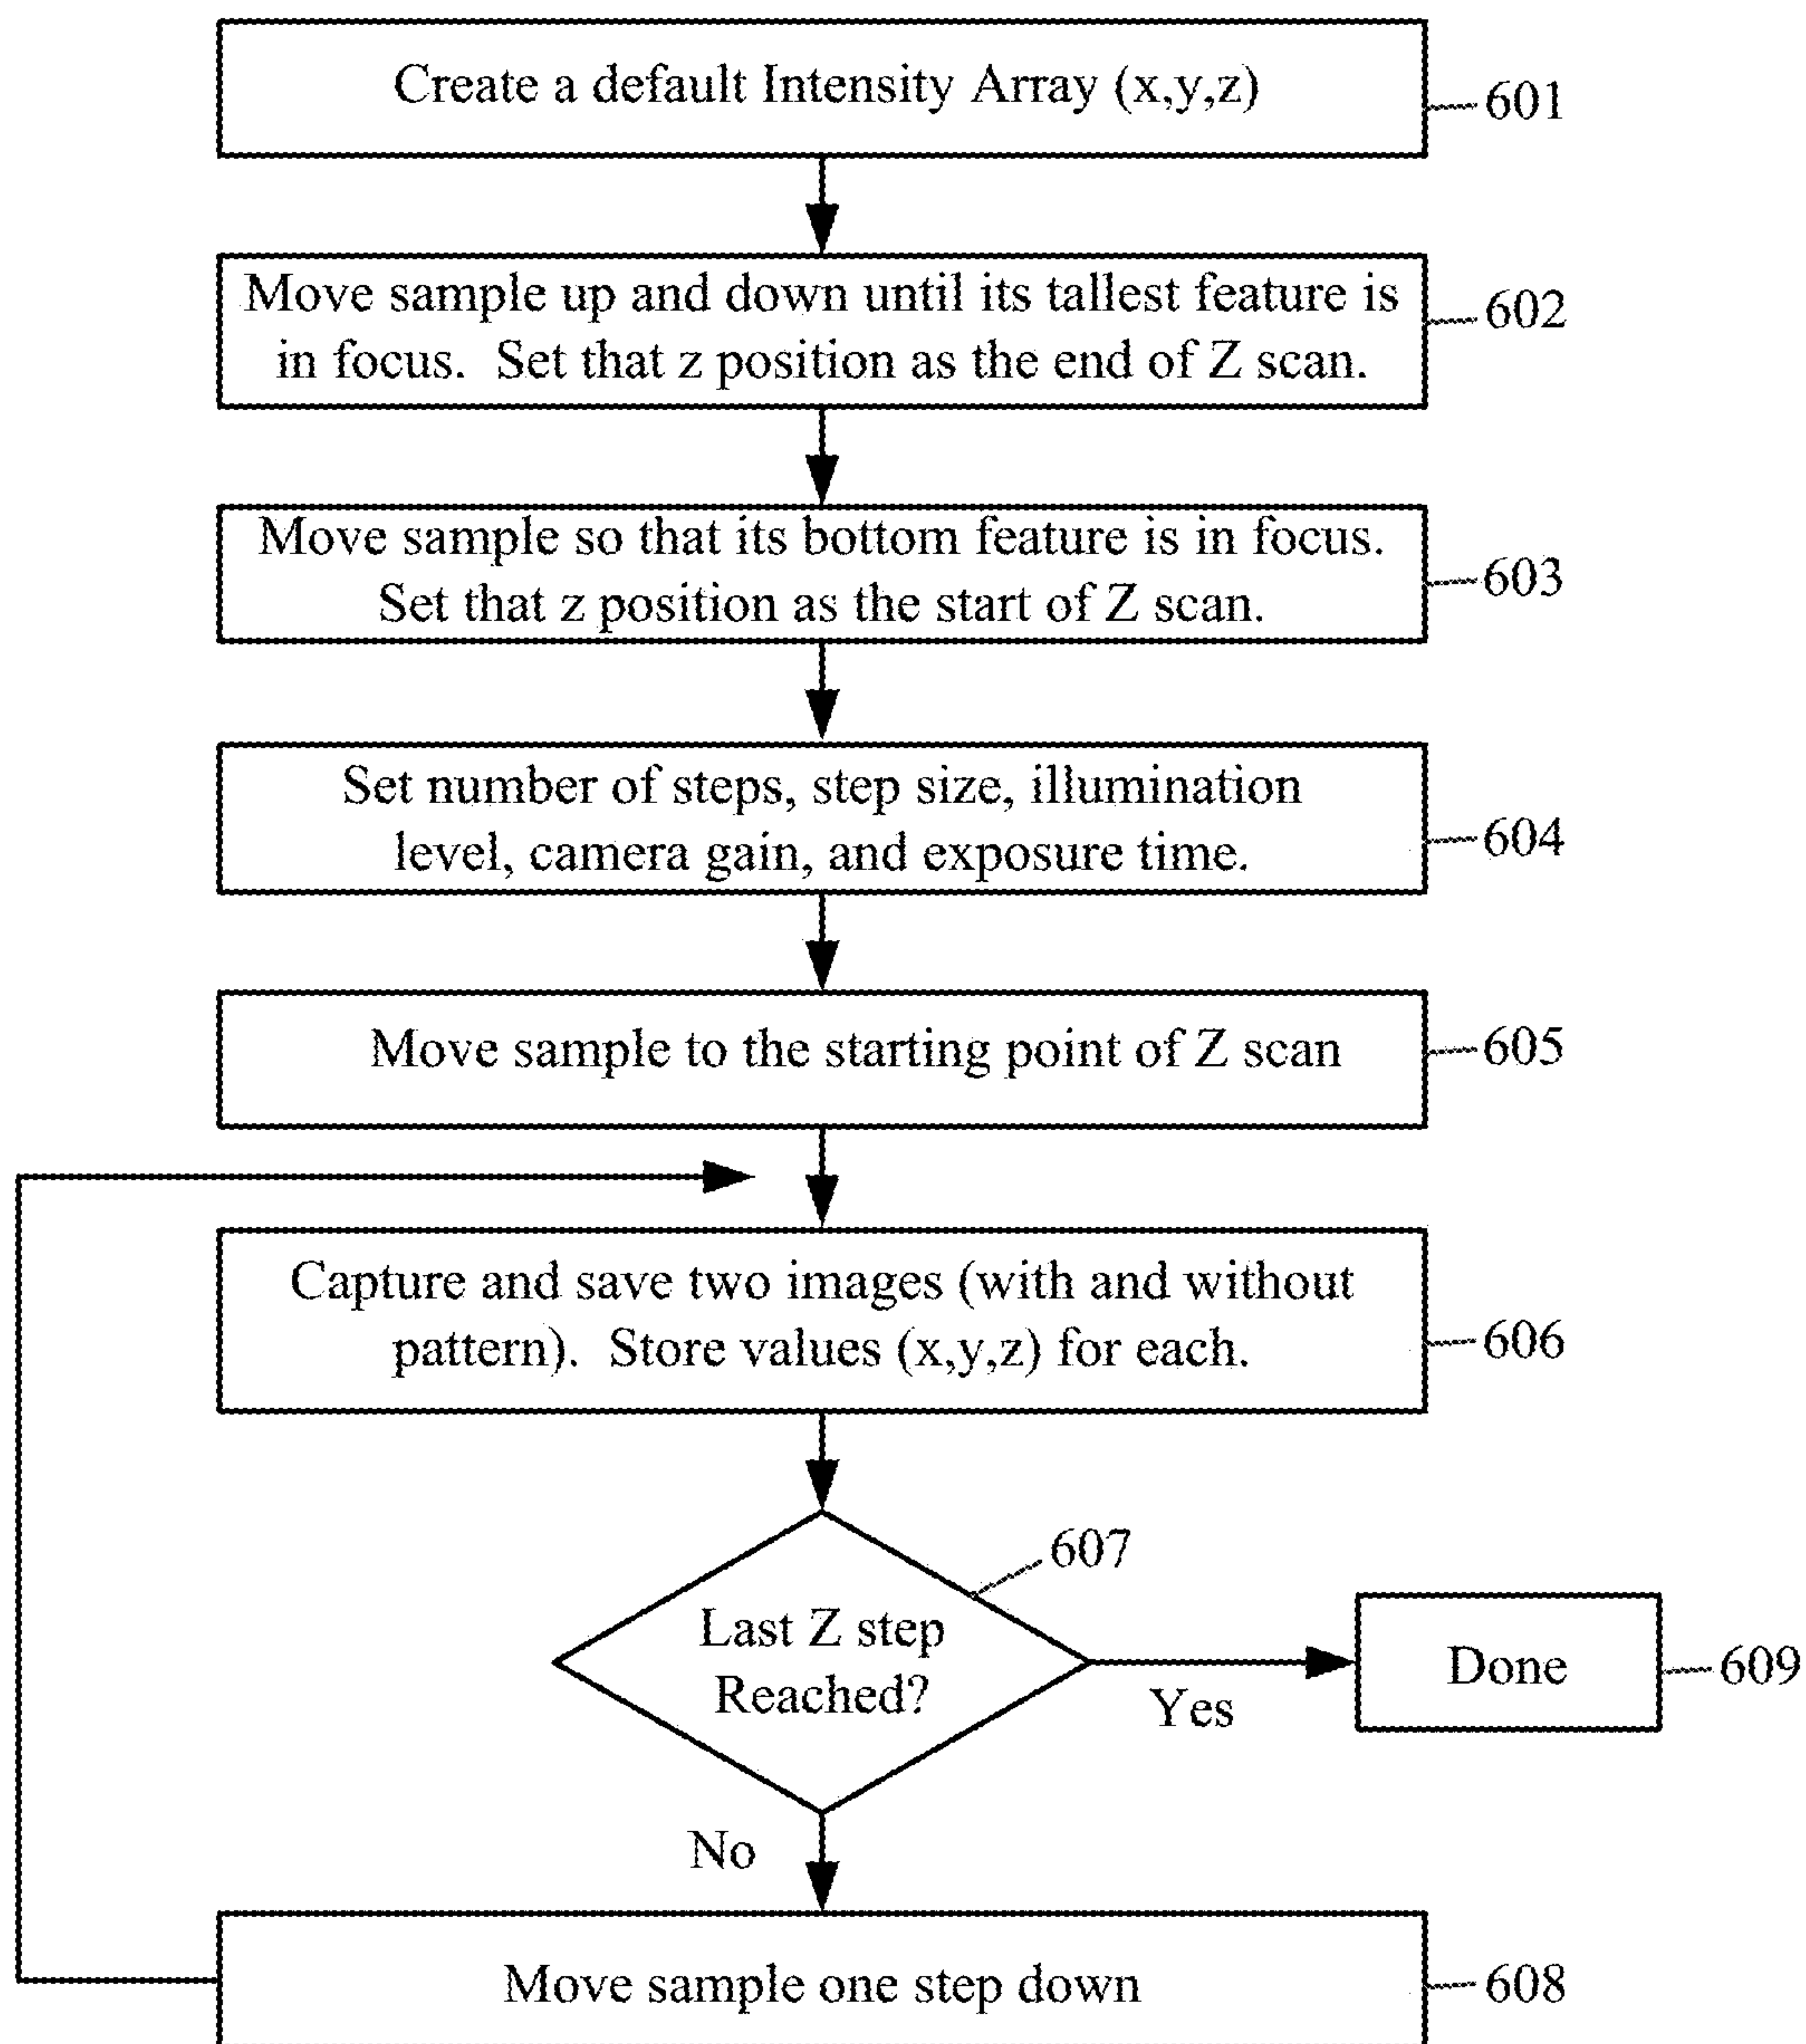 Create a default Intensity Array (x,y,z)
601
Move sample up and down until its tallest feature is
in focus.  Set that z position as the end of Z scan.
602
Move sample so that its bottom feature is in focus.
Set that z position as the start of Z scan.
603
Set number of steps, step size, illumination
level, camera gain, and exposure time.
604
Move sample to the starting point of Z scan
605
Capture and save two images (with and without
pattern).  Store values (x,y,z) for each.
606
607
Last Z step
Reached?
Yes
Done
609
No
Move sample one step down
608